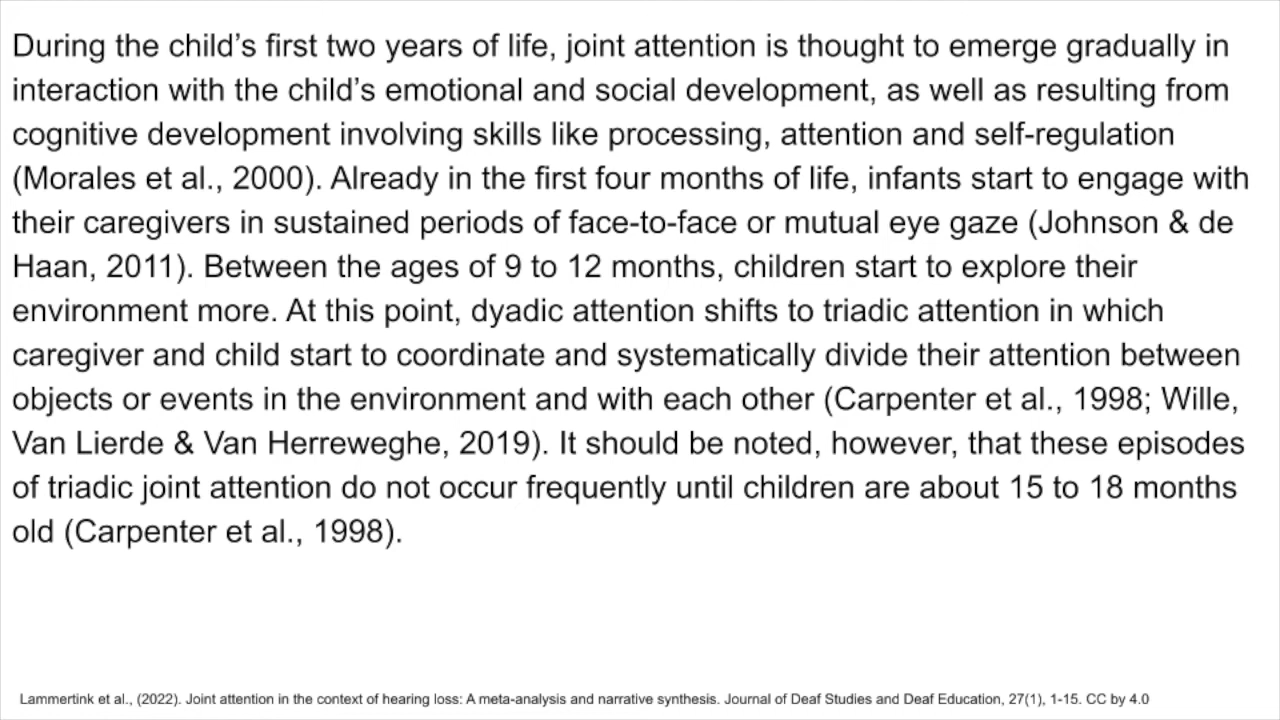 During the child’s first two years of life, joint attention is thought to emerge gradually in
interaction with the child’s emotional and social development, as well as resulting from
cognitive development involving skills like processing, attention and self-regulation
(Morales et al., 2000). Already in the first four months of life, infants start to engage with
their caregivers in sustained periods of face-to-face or mutual eye gaze (Johnson & de
Haan, 2011). Between the ages of 9 to 12 months, children start to explore their
environment more. At this point, dyadic attention shifts to triadic attention in which
caregiver and child start to coordinate and systematically divide their attention between
objects or events in the environment and with each other (Carpenter et al., 1998; Wille,
Van Lierde & Van Herreweghe, 2019). It should be noted, however, that these episodes
of triadic joint attention do not occur frequently until children are about 15 to 18 months
old (Carpenter et al., 1998).
Lammertink et al., (2022). Joint attention in the context of hearing loss: A meta-analysis and narrative synthesis. Journal of Deaf Studies and Deaf Education, 27(1), 1-15. CC by 4.0